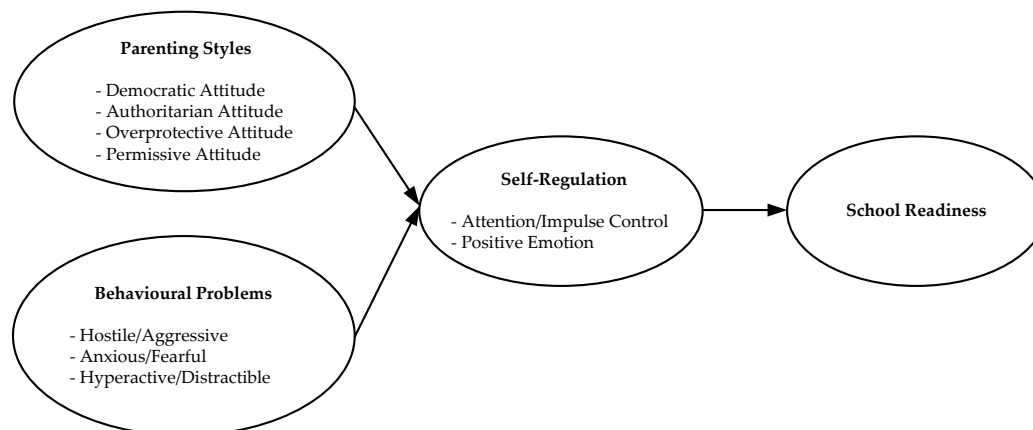 Parenting Styles
- Democratic Attitude
- Authoritarian Attitude
- Overprotective Attitude
- Permissive Attitude
Behavioural Problems
- Hostile/Aggressive
- Anxious/Fearful
- Hyperactive/Distractible
Self-Regulation
- Attention/Impulse Control
- Positive Emotion
School Readiness